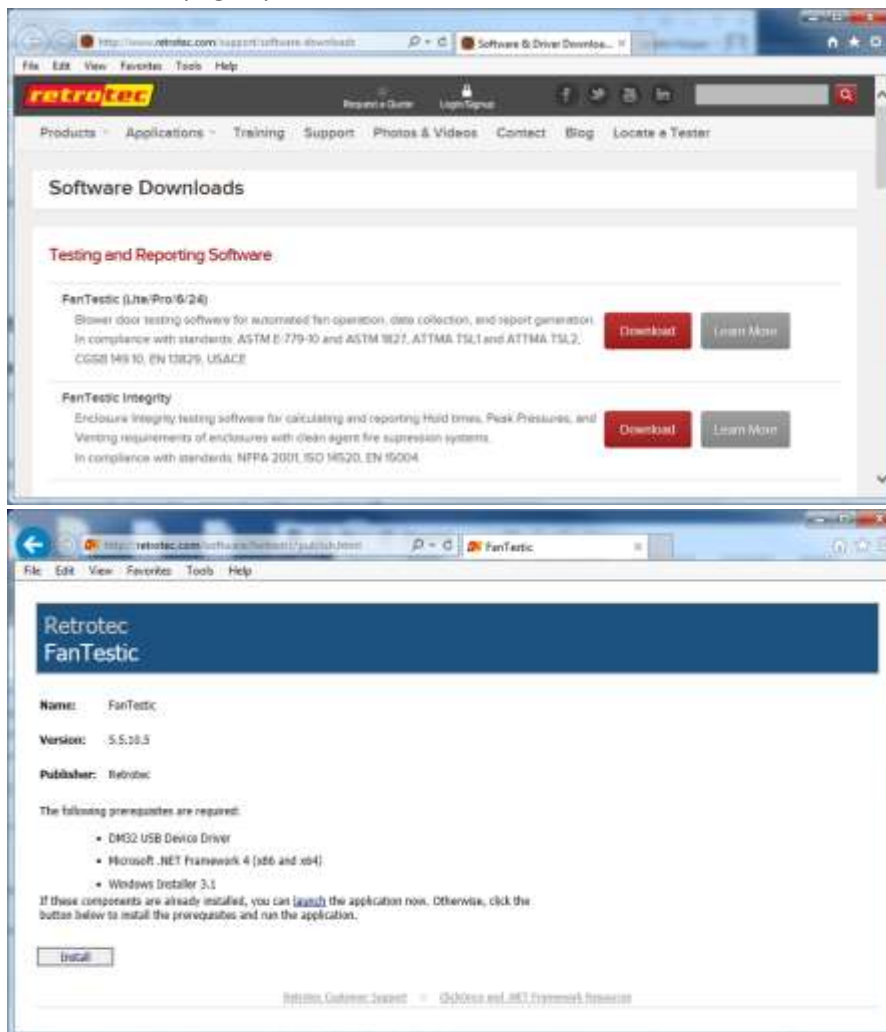 http://www.retrotec.com/support/software-downloads
Software & Driver Downloa...
File Edit View Favorites Tools Help
retrotec
Request a Quote Login/Signup
Products Applications Training Support Photos & Videos Contact Blog Locate a Tester
Software Downloads
Testing and Reporting Software
FanTestic (Lite/Pro/6/24)
Blower door testing software for automated fan operation, data collection, and report generation.
In compliance with standards: ASTM E-779-10 and ASTM 1827, ATTMA TSL1 and ATTMA TSL2,
CGSB 149.10, EN 13829, USACE
Download Learn More
FanTestic Integrity
Enclosure Integrity testing software for calculating and reporting Hold times, Peak Pressures, and
Venting requirements of enclosures with clean agent fire supression systems.
In compliance with standards: NFPA 2001, ISO 14520, EN 15004
Download Learn More
FanTestic
File Edit View Favorites Tools Help
Retrotec
FanTestic
Name: FanTestic
Version: 5.5.10.5
Publisher: Retrotec
The following prerequisites are required:
• DM32 USB Device Driver
• Microsoft .NET Framework 4 (x86 and x64)
• Windows Installer 3.1
If these components are already installed, you can launch the application now. Otherwise, click the
button below to install the prerequisites and run the application.
Install
Retrotec Customer Support :: ClickOnce and .NET Framework Resources